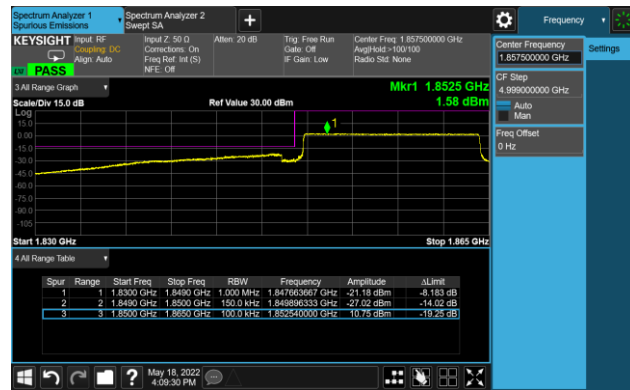 Spectrum Analyzer 1
Spurious Emissions
Spectrum Analyzer 2
Swept SA
+
Frequency
KEYSIGHT
Input: RF
Coupling: DC
Align: Auto
Input Z: 50 Ω
Corrections: On
Freq Ref: Int (S)
NFE: Off
Atten: 20 dB
Trig: Free Run
Gate: Off
IF Gain: Low
Center Freq: 1.857500000 GHz
Avg|Hold:>100/100
Radio Std: None
PASS
Center Frequency
1.857500000 GHz
Settings
CF Step
4.999000000 GHz
Auto
Man
Freq Offset
0 Hz
3 All Range Graph
Mkr1 1.8525 GHz
Scale/Div 15.0 dB
Ref Value 30.00 dBm
1.58 dBm
Log
15.0
0.00
-15.0
-30.0
-45.0
-60.0
-75.0
-90.0
-105
1
Start 1.830 GHz
Stop 1.865 GHz
4 All Range Table
Spur Range Start Freq Stop Freq RBW Frequency Amplitude ΔLimit
1 1 1.8300 GHz 1.8490 GHz 1.000 MHz 1.847663667 GHz -21.18 dBm -8.183 dB
2 2 1.8490 GHz 1.8500 GHz 150.0 kHz 1.849896333 GHz -27.02 dBm -14.02 dB
3 3 1.8500 GHz 1.8650 GHz 100.0 kHz 1.852540000 GHz 10.75 dBm -19.25 dB
?
May 18, 2022
4:09:30 PM